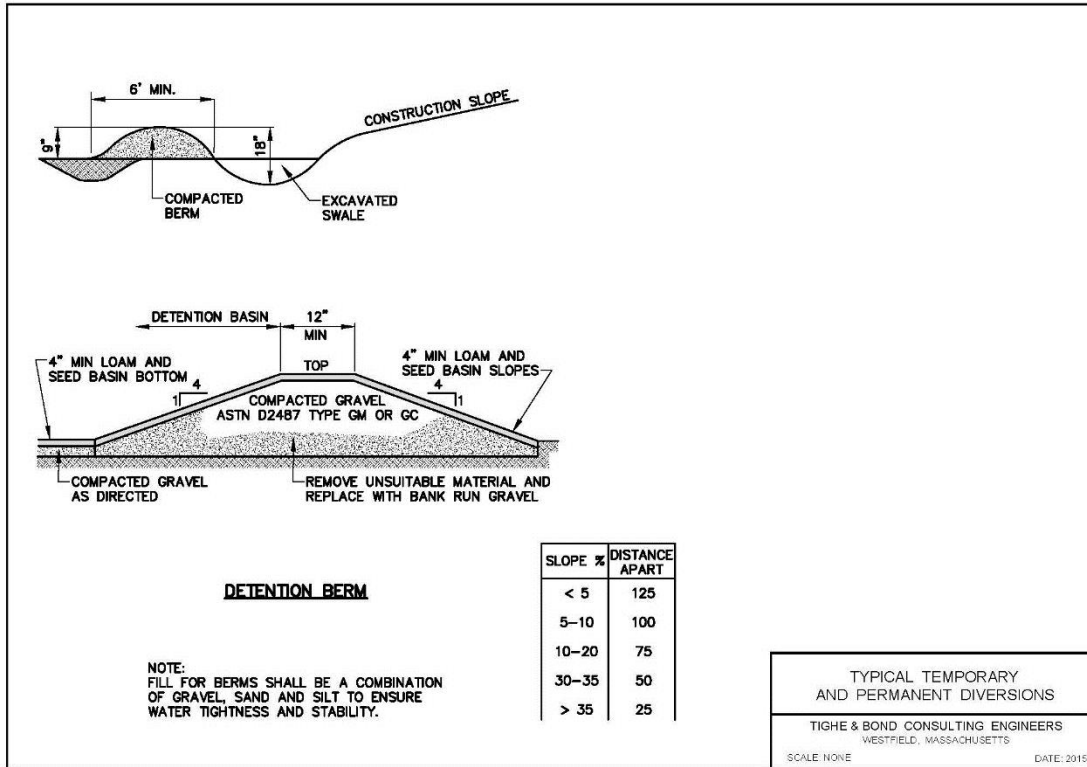 6' MIN.
CONSTRUCTION SLOPE
9"
18"
COMPACTED
BERM
EXCAVATED
SWALE
DETENTION BASIN
12"
MIN
4" MIN LOAM AND
SEED BASIN BOTTOM
TOP
4" MIN LOAM AND
SEED BASIN SLOPES
4
1
4
1
COMPACTED GRAVEL
ASTN D2487 TYPE GM OR GC
COMPACTED GRAVEL
AS DIRECTED
REMOVE UNSUITABLE MATERIAL AND
REPLACE WITH BANK RUN GRAVEL
DETENTION BERM
SLOPE % DISTANCE APART
< 5 125
5-10 100
10-20 75
30-35 50
> 35 25
NOTE:
FILL FOR BERMS SHALL BE A COMBINATION
OF GRAVEL, SAND AND SILT TO ENSURE
WATER TIGHTNESS AND STABILITY.
TYPICAL TEMPORARY
AND PERMANENT DIVERSIONS
TIGHE & BOND CONSULTING ENGINEERS
WESTFIELD, MASSACHUSETTS
SCALE: NONE DATE: 2015